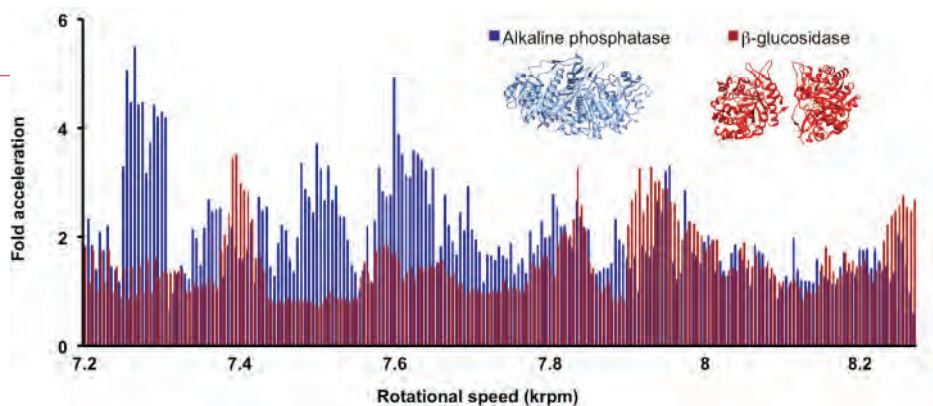 6
4
2
0
Fold acceleration
Alkaline phosphatase
β-glucosidase
7.2
7.4
7.6
7.8
8
8.2
Rotational speed (krpm)